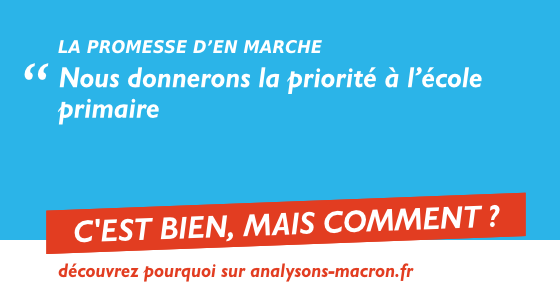 LA PROMESSE D’EN MARCHE
“ Nous donnerons la priorité à l’école
primaire
C'EST BIEN, MAIS COMMENT ?
découvrez pourquoi sur analysons-macron.fr